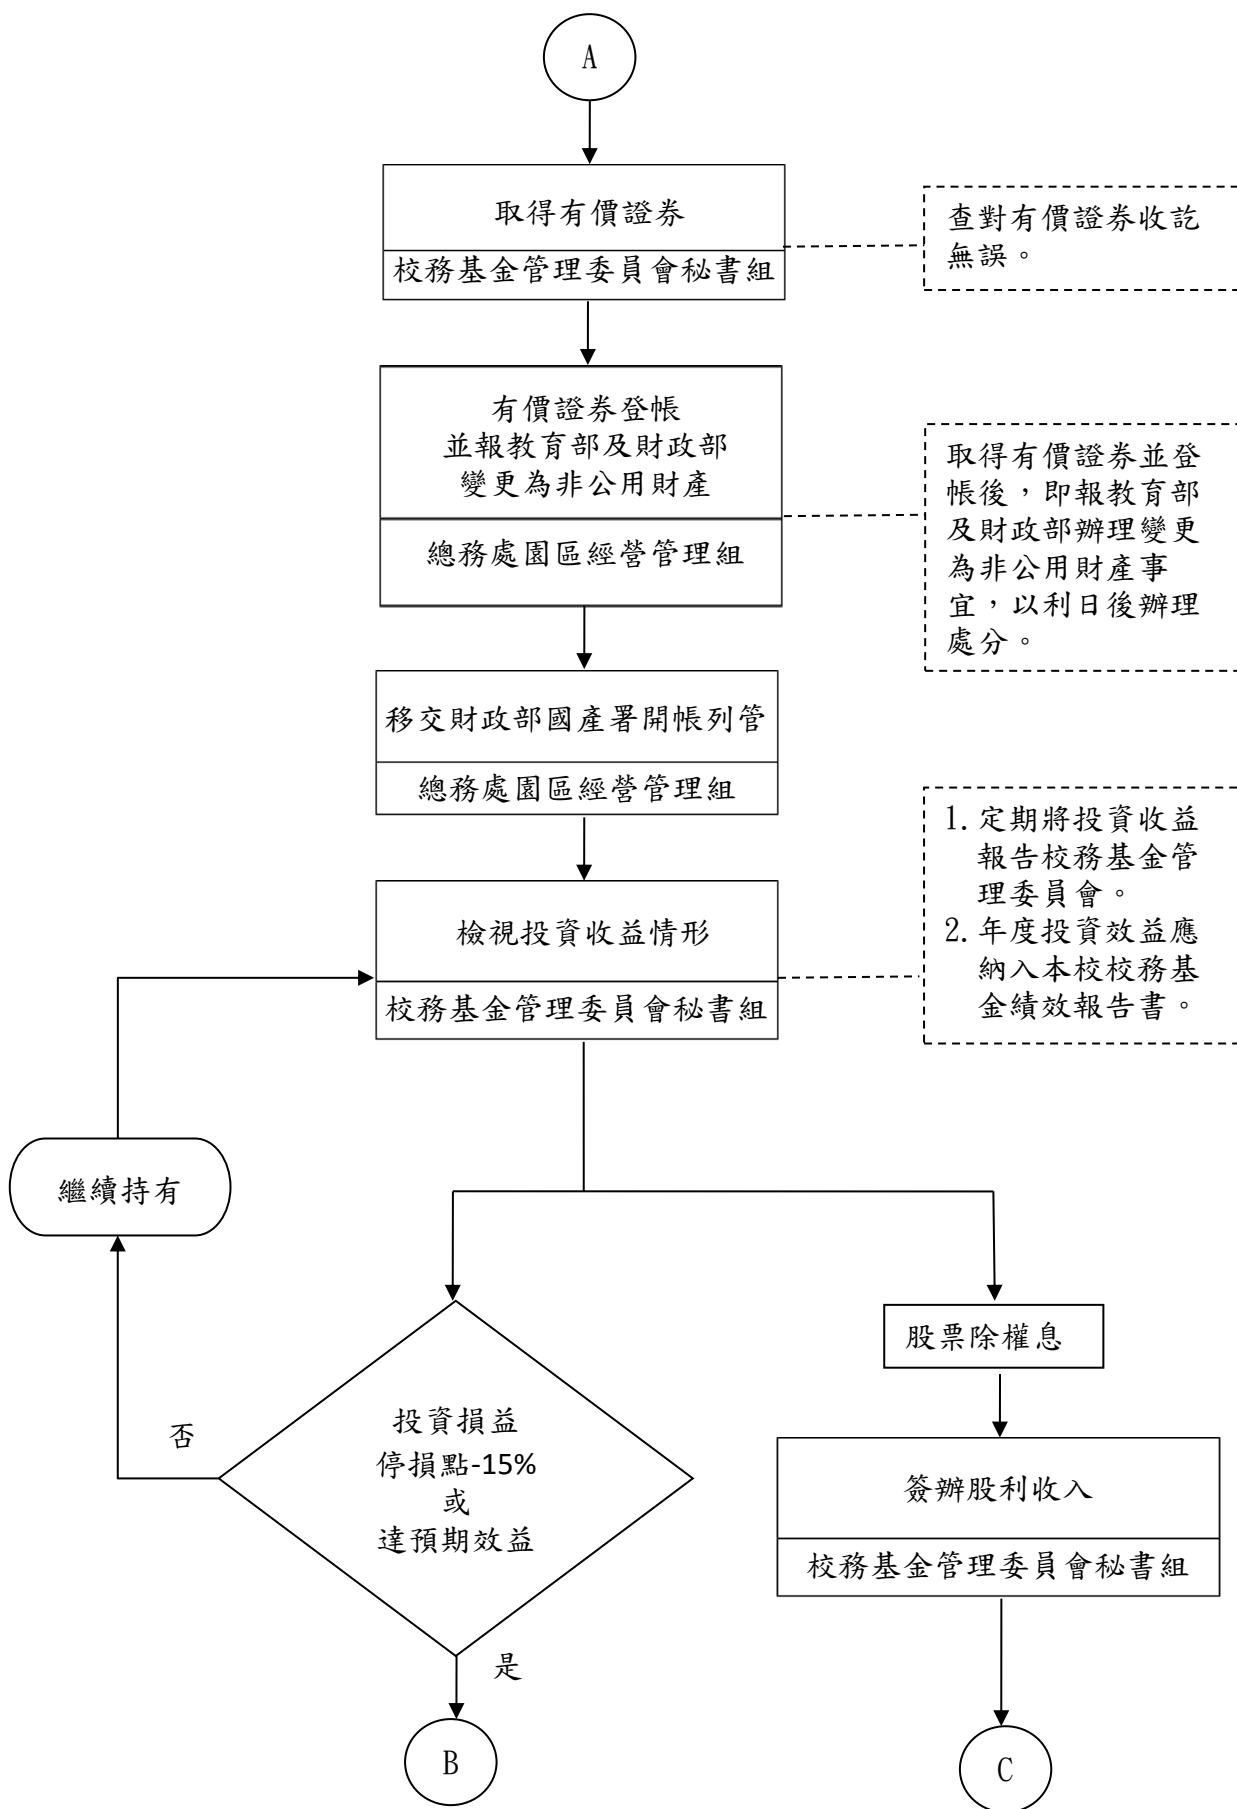 A
取得有價證券
校務基金管理委員會秘書組
查對有價證券收訖
無誤。
有價證券登帳
並報教育部及財政部
變更為非公用財產
總務處園區經營管理組
取得有價證券並登
帳後，即報教育部
及財政部辦理變更
為非公用財產事
宜，以利日後辦理
處分。
移交財政部國產署開帳列管
總務處園區經營管理組
檢視投資收益情形
校務基金管理委員會秘書組
1. 定期將投資收益
報告校務基金管
理委員會。
2. 年度投資效益應
納入本校校務基
金績效報告書。
繼續持有
否
投資損益
停損點-15%
或
達預期效益
是
B
股票除權息
簽辦股利收入
校務基金管理委員會秘書組
C